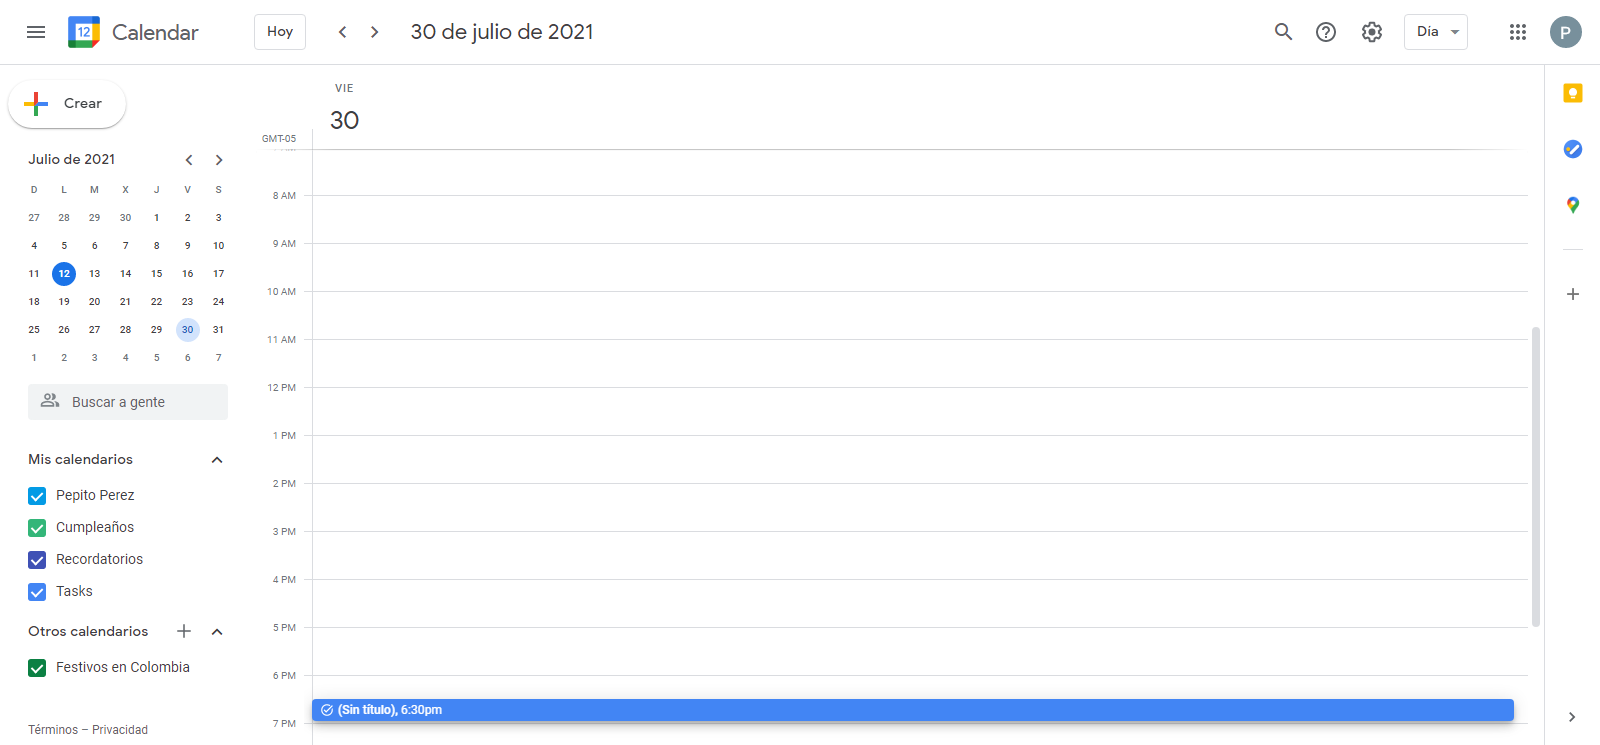 12 Calendar Hoy 30 de julio de 2021 Día P
Crear
Julio de 2021
D L M X J V S
27 28 29 30 1 2 3
4 5 6 7 8 9 10
11 12 13 14 15 16 17
18 19 20 21 22 23 24
25 26 27 28 29 30 31
1 2 3 4 5 6 7
Buscar a gente
Mis calendarios
Pepito Perez
Cumpleaños
Recordatorios
Tasks
Otros calendarios
Festivos en Colombia
Términos – Privacidad
VIE
30
GMT-05
8 AM
9 AM
10 AM
11 AM
12 PM
1 PM
2 PM
3 PM
4 PM
5 PM
6 PM
(Sin título), 6:30pm
7 PM